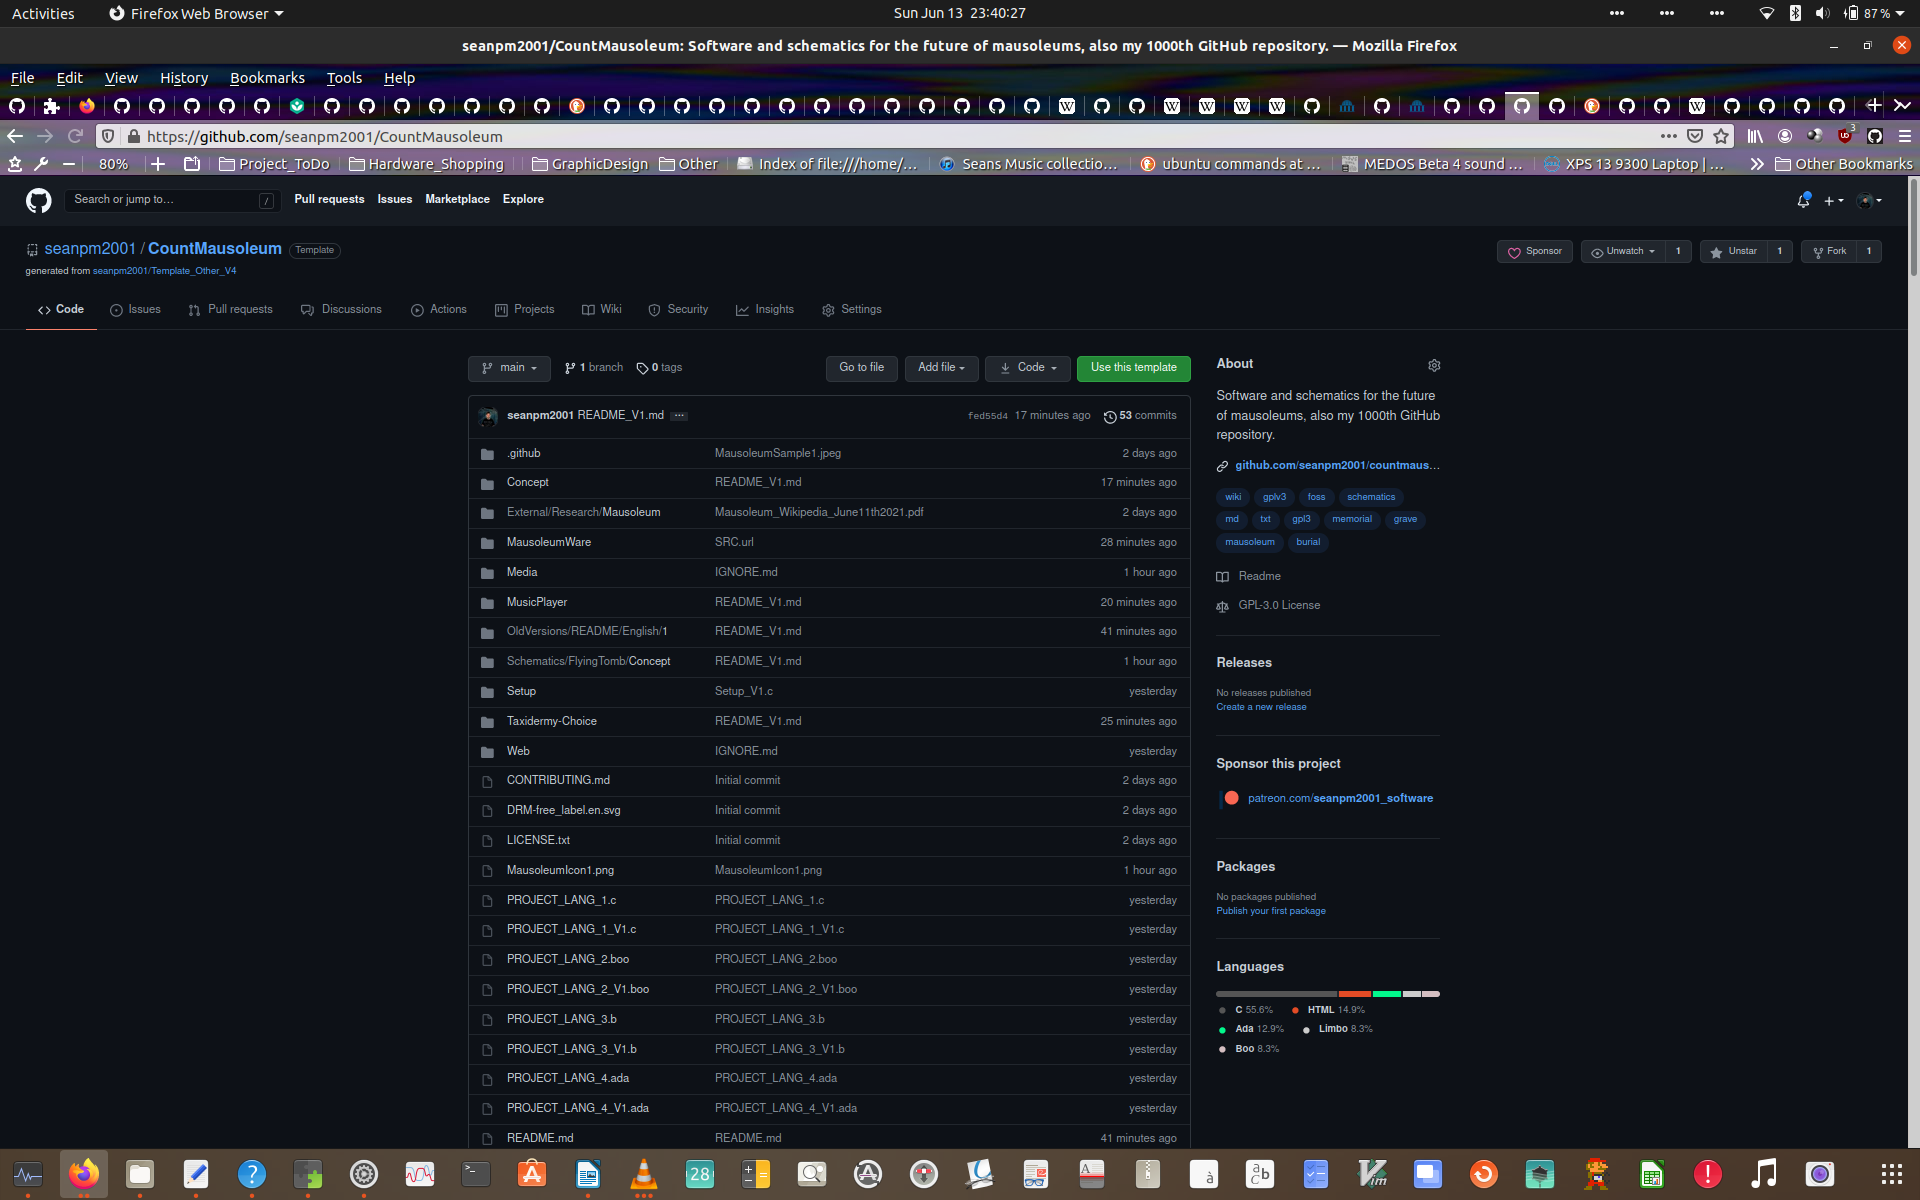 Activities
Firefox Web Browser
Sun Jun 13 23:40:27
87 %
seanpm2001/CountMausoleum: Software and schematics for the future of mausoleums, also my 1000th GitHub repository. — Mozilla Firefox
File Edit View History Bookmarks Tools Help
https://github.com/seanpm2001/CountMausoleum
3
80% Project_ToDo Hardware_Shopping GraphicDesign Other Index of file:///home/... Seans Music collectio... ubuntu commands at ... MEDOS Beta 4 sound ... XPS 13 9300 Laptop | ... Other Bookmarks
Search or jump to... / Pull requests Issues Marketplace Explore
seanpm2001 / CountMausoleum Template
Sponsor Unwatch 1 Unstar 1 Fork 1
generated from seanpm2001/Template_Other_V4
Code Issues Pull requests Discussions Actions Projects Wiki Security Insights Settings
main 1 branch 0 tags Go to file Add file Code Use this template
seanpm2001 README_V1.md ... fed55d4 17 minutes ago 53 commits
.github MausoleumSample1.jpeg 2 days ago
Concept README_V1.md 17 minutes ago
External/Research/Mausoleum Mausoleum_Wikipedia_June11th2021.pdf 2 days ago
MausoleumWare SRC.url 28 minutes ago
Media IGNORE.md 1 hour ago
MusicPlayer README_V1.md 20 minutes ago
OldVersions/README/English/1 README_V1.md 41 minutes ago
Schematics/FlyingTomb/Concept README_V1.md 1 hour ago
Setup Setup_V1.c yesterday
Taxidermy-Choice README_V1.md 25 minutes ago
Web IGNORE.md yesterday
CONTRIBUTING.md Initial commit 2 days ago
DRM-free_label.en.svg Initial commit 2 days ago
LICENSE.txt Initial commit 2 days ago
MausoleumIcon1.png MausoleumIcon1.png 1 hour ago
PROJECT_LANG_1.c PROJECT_LANG_1.c yesterday
PROJECT_LANG_1_V1.c PROJECT_LANG_1_V1.c yesterday
PROJECT_LANG_2.boo PROJECT_LANG_2.boo yesterday
PROJECT_LANG_2_V1.boo PROJECT_LANG_2_V1.boo yesterday
PROJECT_LANG_3.b PROJECT_LANG_3.b yesterday
PROJECT_LANG_3_V1.b PROJECT_LANG_3_V1.b yesterday
PROJECT_LANG_4.ada PROJECT_LANG_4.ada yesterday
PROJECT_LANG_4_V1.ada PROJECT_LANG_4_V1.ada yesterday
README.md README.md 41 minutes ago
About
Software and schematics for the future
of mausoleums, also my 1000th GitHub
repository.
github.com/seanpm2001/countmaus...
wiki gplv3 foss schematics
md txt gpl3 memorial grave
mausoleum burial
Readme
GPL-3.0 License
Releases
No releases published
Create a new release
Sponsor this project
patreon.com/seanpm2001_software
Packages
No packages published
Publish your first package
Languages
C 55.6% HTML 14.9%
Ada 12.9% Limbo 8.3%
Boo 8.3%
28